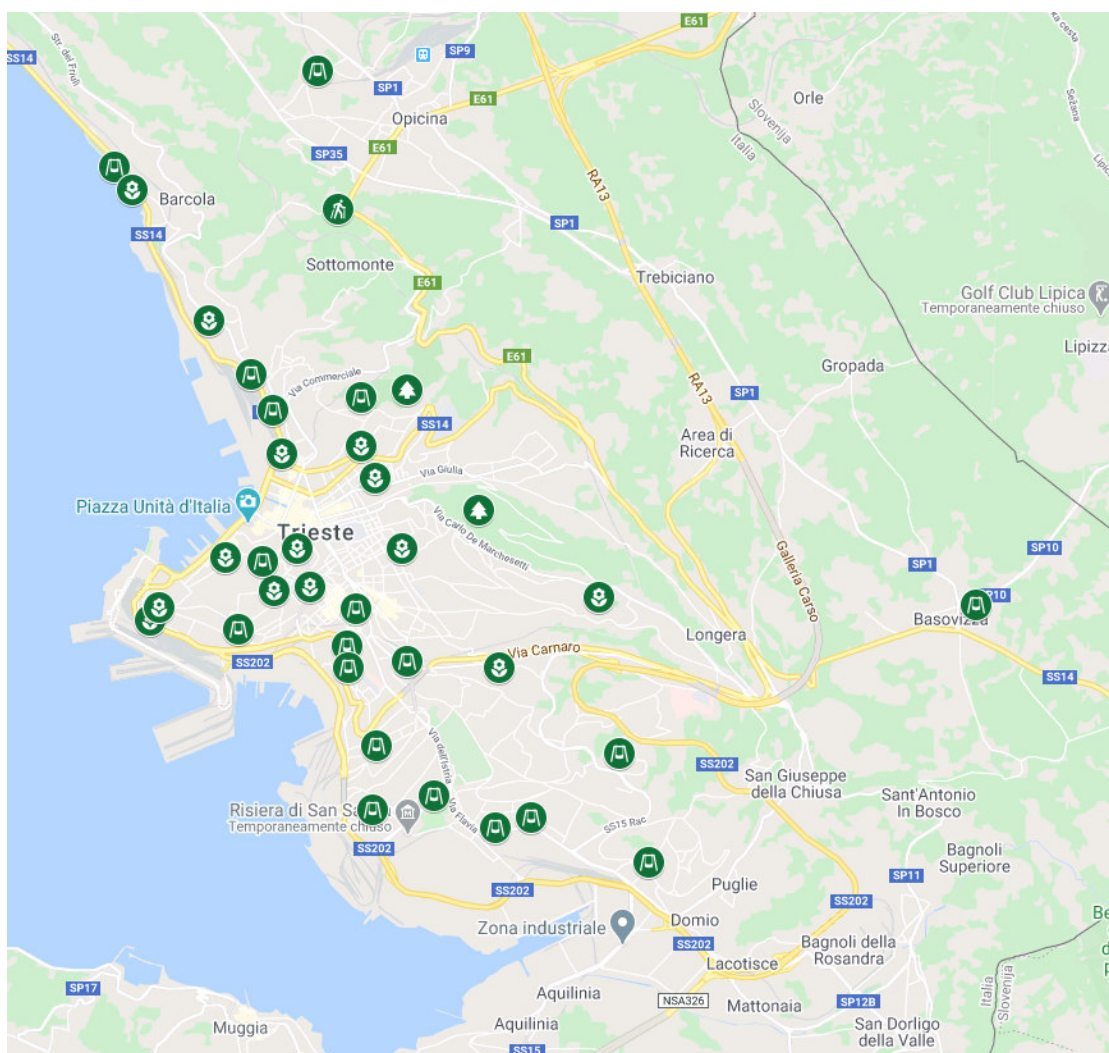 E61
SS14
Str. del Friuli
SP9
SP1
Opicina
E61
Orle
Slovenija
Italia
Sežana
SP35
E61
RA13
Barcola
SS14
SP1
Sottomonte
E61
Trebiciano
Golf Club Lipica
Temporaneamente chiuso
Lipizza
E61
Gropada
Via Commerciale
RA13
SP1
SS14
Area di
Ricerca
Via Giulia
Piazza Unità d'Italia
Trieste
Via Carlo De Marchesetti
Galleria Carso
SP10
SP1
Basovizza
Longera
SS202
Via Carnaro
SS14
Via dell'Istria
SS202
San Giuseppe
della Chiusa
Sant'Antonio
In Bosco
Risiera di San
Temporaneamente chiuso
Via Flavia
SS15 Rac
SS202
Bagnoli
Superiore
SP11
Puglie
SS202
SS202
Domio
Zona industriale
SS202
Bagnoli della
Rosandra
Lacotisce
SP17
Aquilinia
NSA326
Mattonaia
SP12B
Italia
Slovenija
Muggia
Aquilinia
San Dorligo
della Valle
SS15